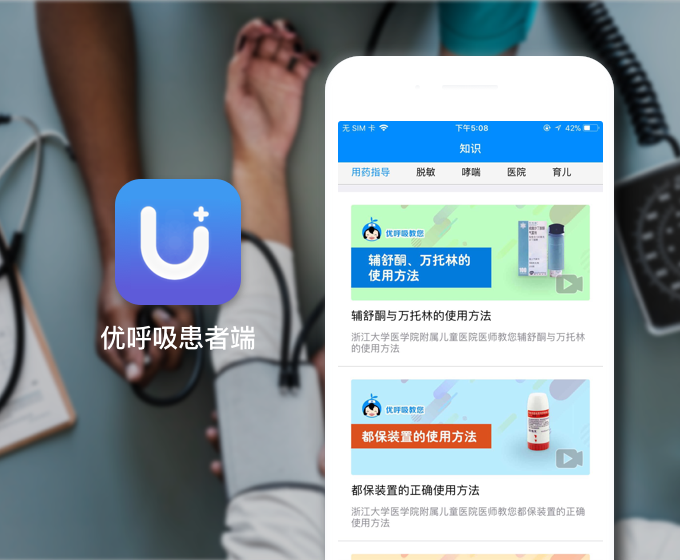 优呼吸患者端
无 SIM 卡
下午5:08
42%
知识
用药指导 脱敏 哮喘 医院 育儿
优呼吸教您
辅舒酮、万托林的
使用方法
辅舒酮与万托林的使用方法
浙江大学医学院附属儿童医院医师教您辅舒酮与万托林
的使用方法
优呼吸教您
都保装置的使用方法
都保装置的正确使用方法
浙江大学医学院附属儿童医院医师教您都保装置的正确
使用方法